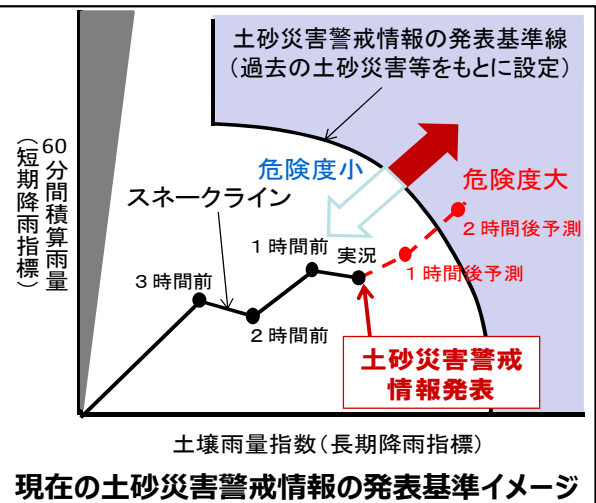 土砂災害警戒情報の発表基準線
（過去の土砂災害等をもとに設定）
60分間積算雨量
（短期降雨指標）
危険度小
危険度大
スネークライン
２時間後予測
１時間前
実況
１時間後予測
３時間前
２時間前
土砂災害警戒
情報発表
土壌雨量指数（長期降雨指標）
現在の土砂災害警戒情報の発表基準イメージ